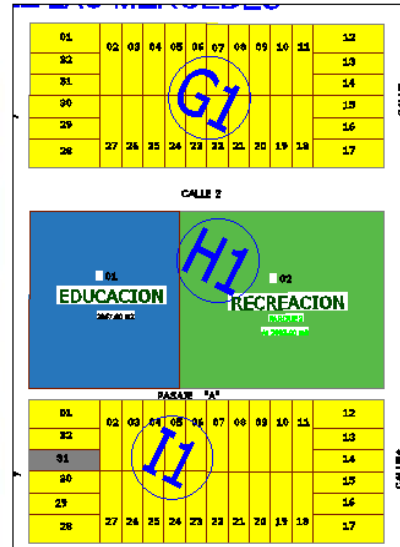 01 02 03 04 05 06 07 08 09 10 11 12
32 13
31 14
30 15
29 16
28 27 26 25 24 23 22 21 20 19 18 17
G1
CALLE 2
H1
01
EDUCACION
02
RECREACION
PASAJE "A"
01 02 03 04 05 06 07 08 09 10 11 12
32 13
31 14
30 15
29 16
28 27 26 25 24 23 22 21 20 19 18 17
I1